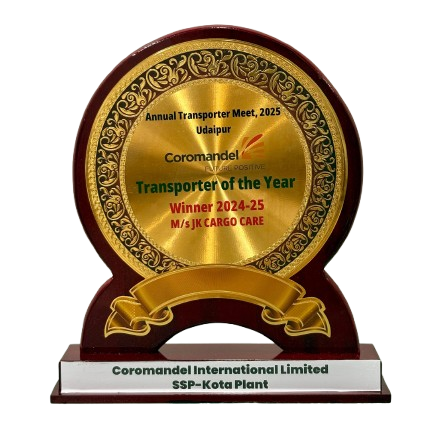 Annual Transporter Meet, 2025
Udaipur
Coromandel
Transporter of the Year
Winner 2024-25
M/s JK CARGO CARE
Coromandel International Limited
SSP-Kota Plant